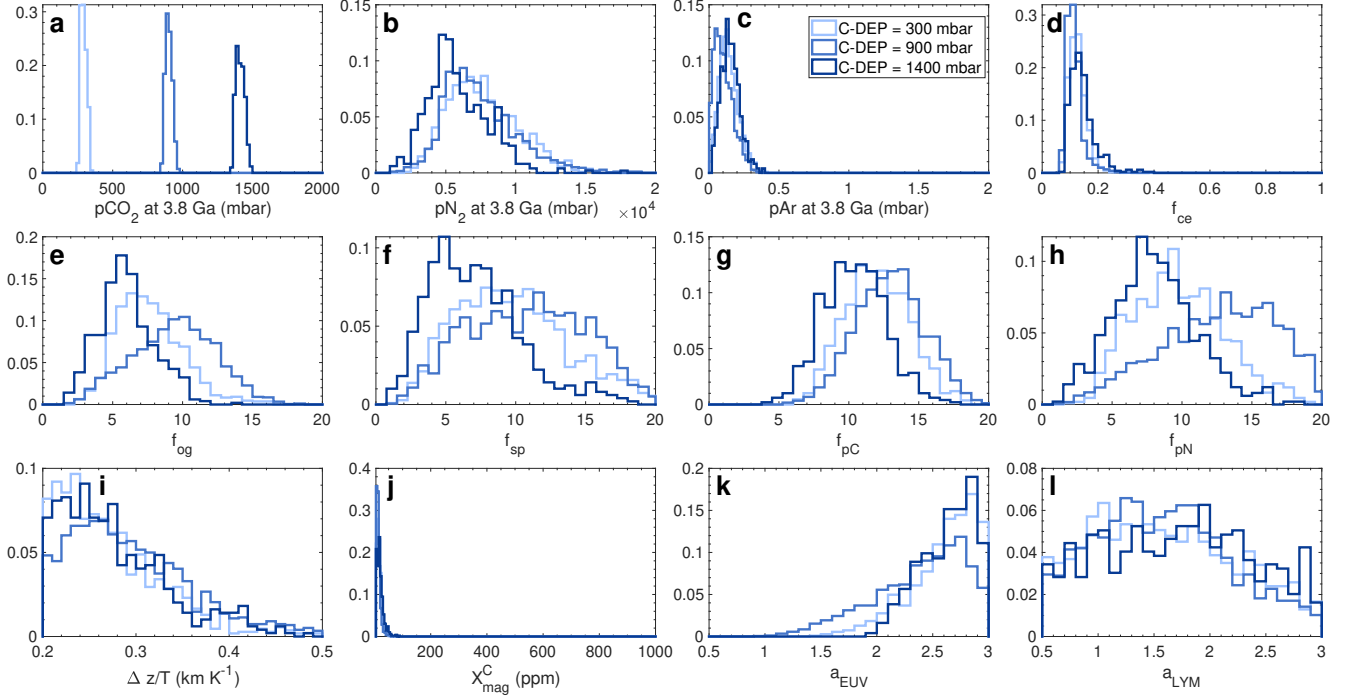 a
0.3
0.2
0.1
0
0 500 1000 1500 2000
pCO2 at 3.8 Ga (mbar)
b
0.15
0.1
0.05
0
0 0.5 1 1.5 2
pN2 at 3.8 Ga (mbar) ×10^4
c
0.15
0.1
0.05
0
0 0.5 1 1.5 2
pAr at 3.8 Ga (mbar)
C-DEP = 300 mbar
C-DEP = 900 mbar
C-DEP = 1400 mbar
d
0.3
0.2
0.1
0
0 0.2 0.4 0.6 0.8 1
f_ce
e
0.2
0.15
0.1
0.05
0
0 5 10 15 20
f_og
f
0.1
0.05
0
0 5 10 15 20
f_sp
g
0.15
0.1
0.05
0
0 5 10 15 20
f_pC
h
0.1
0.05
0
0 5 10 15 20
f_pN
i
0.1
0.05
0
0.2 0.3 0.4 0.5
Δ z/T (km K^-1)
j
0.4
0.3
0.2
0.1
0
200 400 600 800 1000
X^C_mag (ppm)
k
0.2
0.15
0.1
0.05
0
0.5 1 1.5 2 2.5 3
a_EUV
l
0.08
0.06
0.04
0.02
0
0.5 1 1.5 2 2.5 3
a_LYM